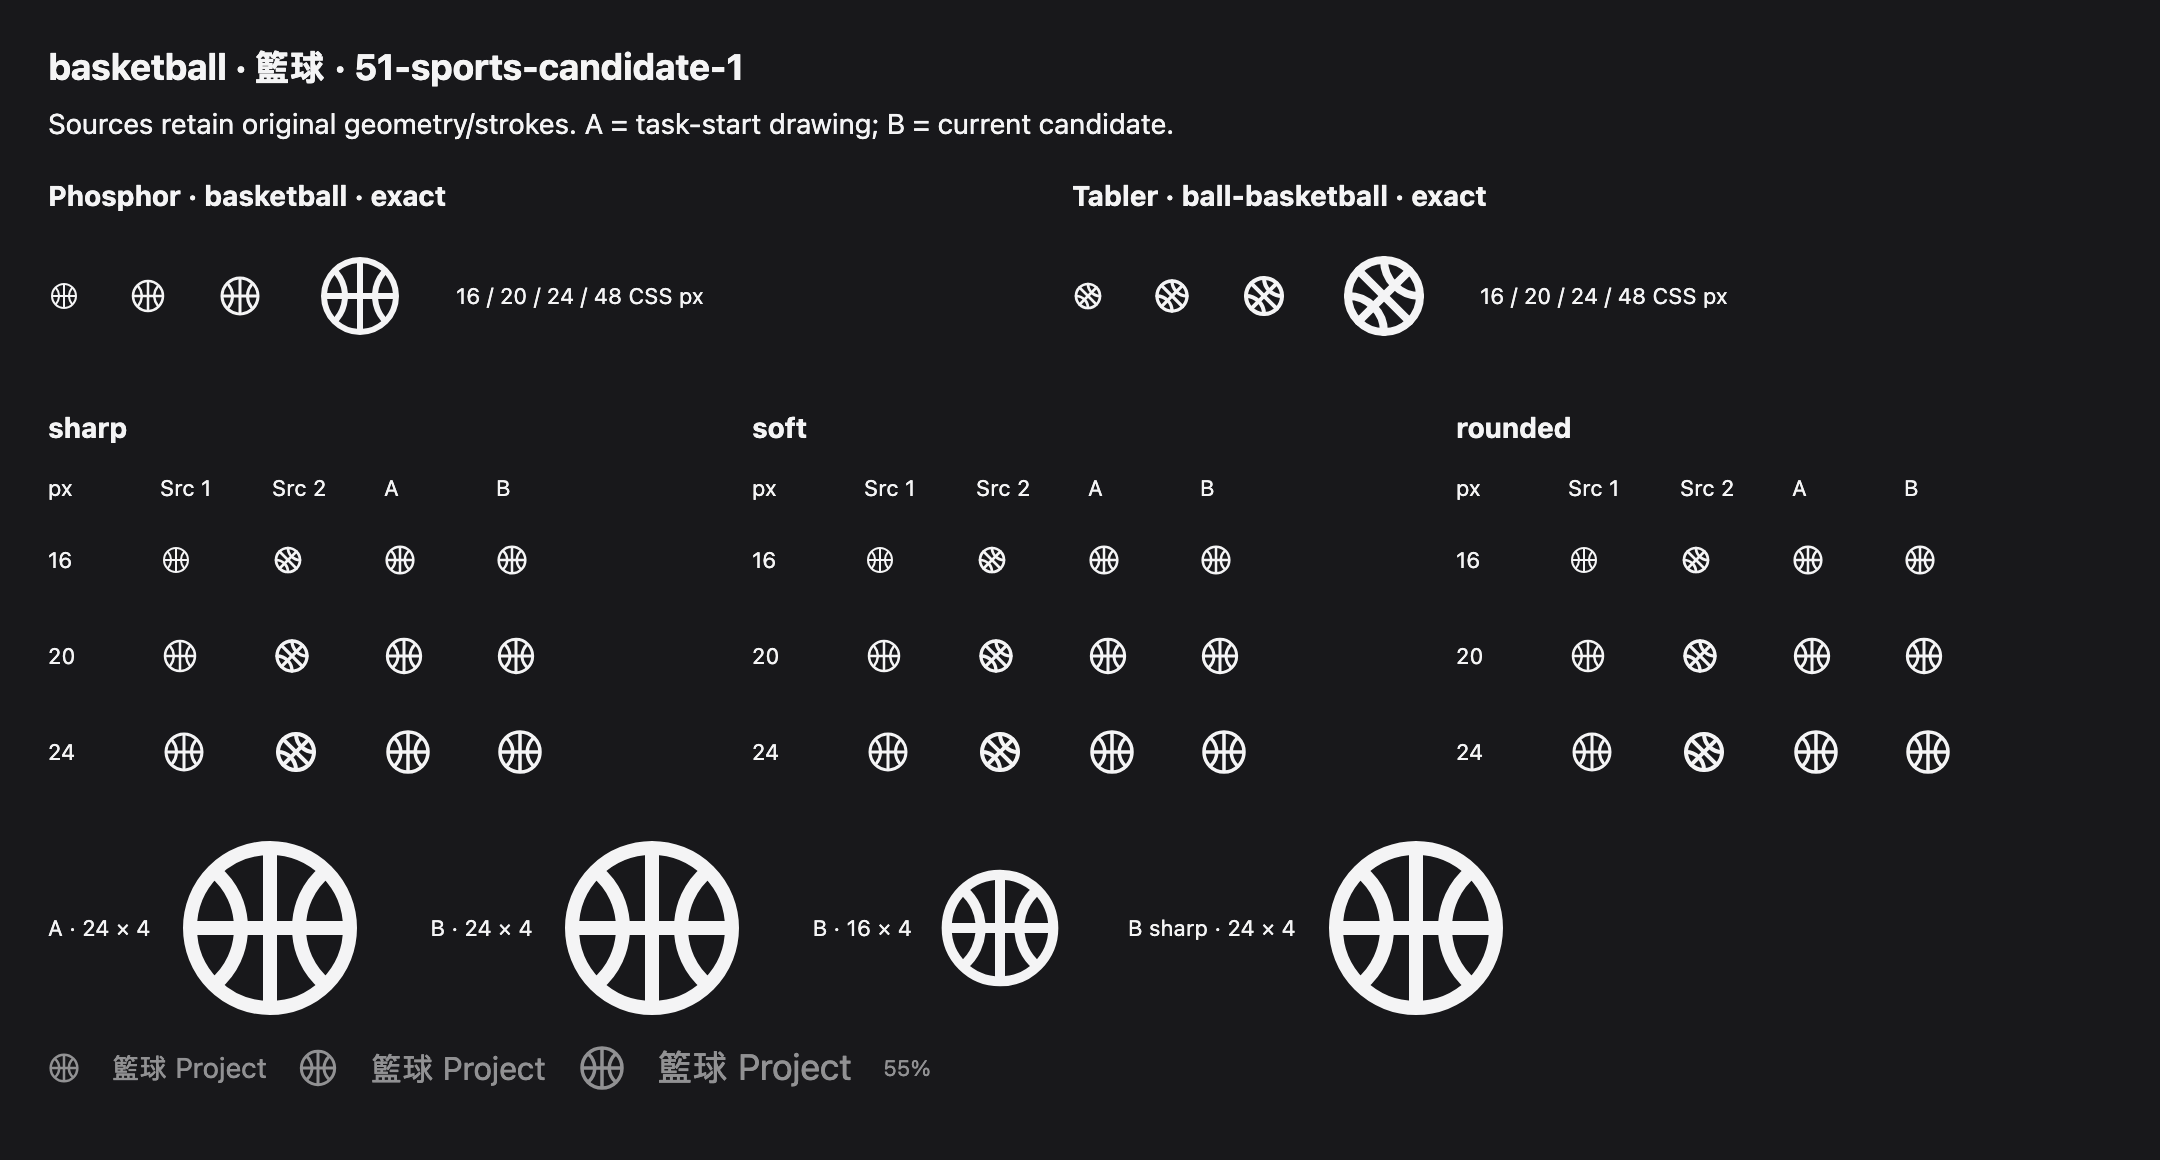 basketball · 籃球 · 51-sports-candidate-1
Sources retain original geometry/strokes. A = task-start drawing; B = current candidate.
Phosphor · basketball · exact
Tabler · ball-basketball · exact
16 / 20 / 24 / 48 CSS px
16 / 20 / 24 / 48 CSS px
sharp
soft
rounded
px Src 1 Src 2 A B
px Src 1 Src 2 A B
px Src 1 Src 2 A B
16
16
16
20
20
20
24
24
24
A · 24 × 4
B · 24 × 4
B · 16 × 4
B sharp · 24 × 4
籃球 Project
籃球 Project
籃球 Project
55%